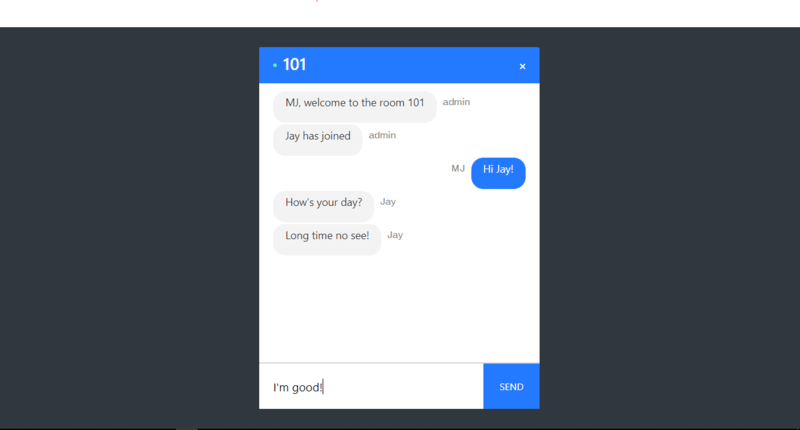 101 ×
MJ, welcome to the room 101 admin
Jay has joined admin
MJ Hi Jay!
How's your day? Jay
Long time no see! Jay
I'm good! SEND